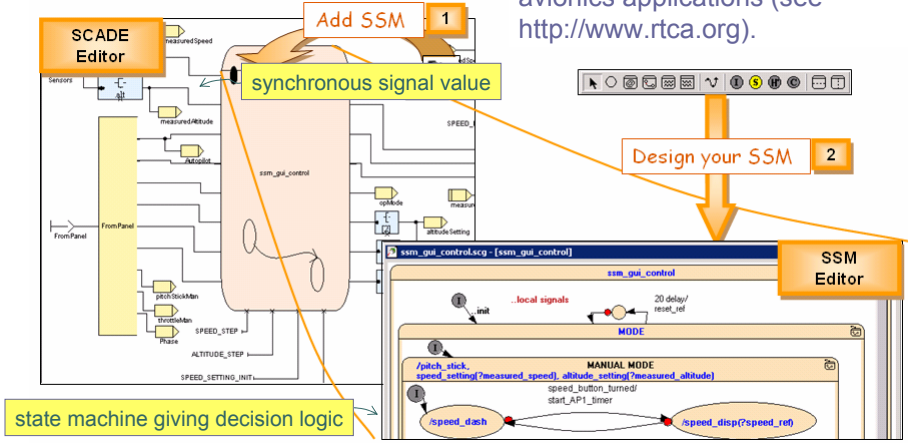 avionics applications (see
http://www.rtca.org).
Add SSM
1
SCADE
Editor
measuredSpeed
Sensors
synchronous signal value
measuredAltitude
SPEED_
Autopilot
ssm_gui_control
opMode
measur
altitudeSetting
FromPanel
FromPanel
pitchStickMan
throttleMan
Phase
SPEED_STEP
ALTITUDE_STEP
SPEED_SETTING_INIT
state machine giving decision logic
I S H C
Design your SSM
2
ssm_gui_control.scg - [ssm_gui_control]
SSM
Editor
ssm_gui_control
I
..init
..local signals
20 delay/
reset_ref
MODE
I
MANUAL MODE
/pitch_stick,
speed_setting(?measured_speed), altitude_setting(?measured_altitude)
I
speed_button_turned/
start_AP1_timer
/speed_dash
/speed_disp(?speed_ref)